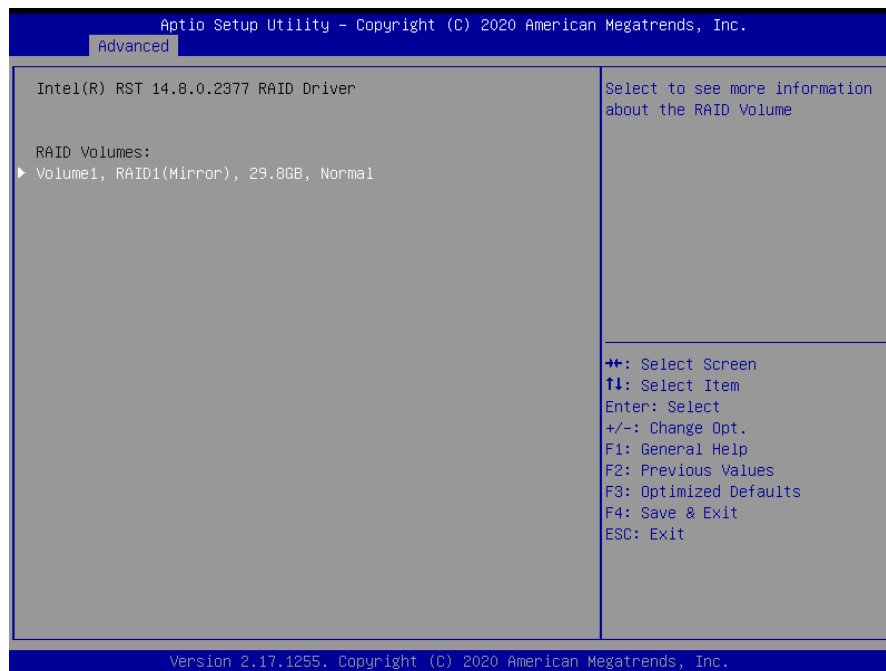 Aptio Setup Utility – Copyright (C) 2020 American Megatrends, Inc.
Advanced
Intel(R) RST 14.8.0.2377 RAID Driver
RAID Volumes:
Volume1, RAID1(Mirror), 29.8GB, Normal
Select to see more information
about the RAID Volume
→←: Select Screen
↑↓: Select Item
Enter: Select
+/-: Change Opt.
F1: General Help
F2: Previous Values
F3: Optimized Defaults
F4: Save & Exit
ESC: Exit
Version 2.17.1255. Copyright (C) 2020 American Megatrends, Inc.